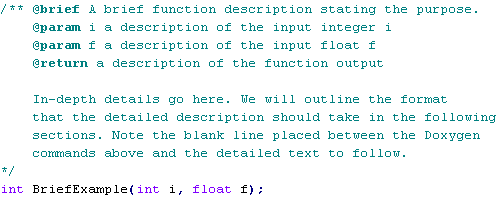 /** @brief A brief function description stating the purpose.
@param i a description of the input integer i
@param f a description of the input float f
@return a description of the function output
In-depth details go here. We will outline the format
that the detailed description should take in the following
sections. Note the blank line placed between the Doxygen
commands above and the detailed text to follow.
*/
int BriefExample(int i, float f);